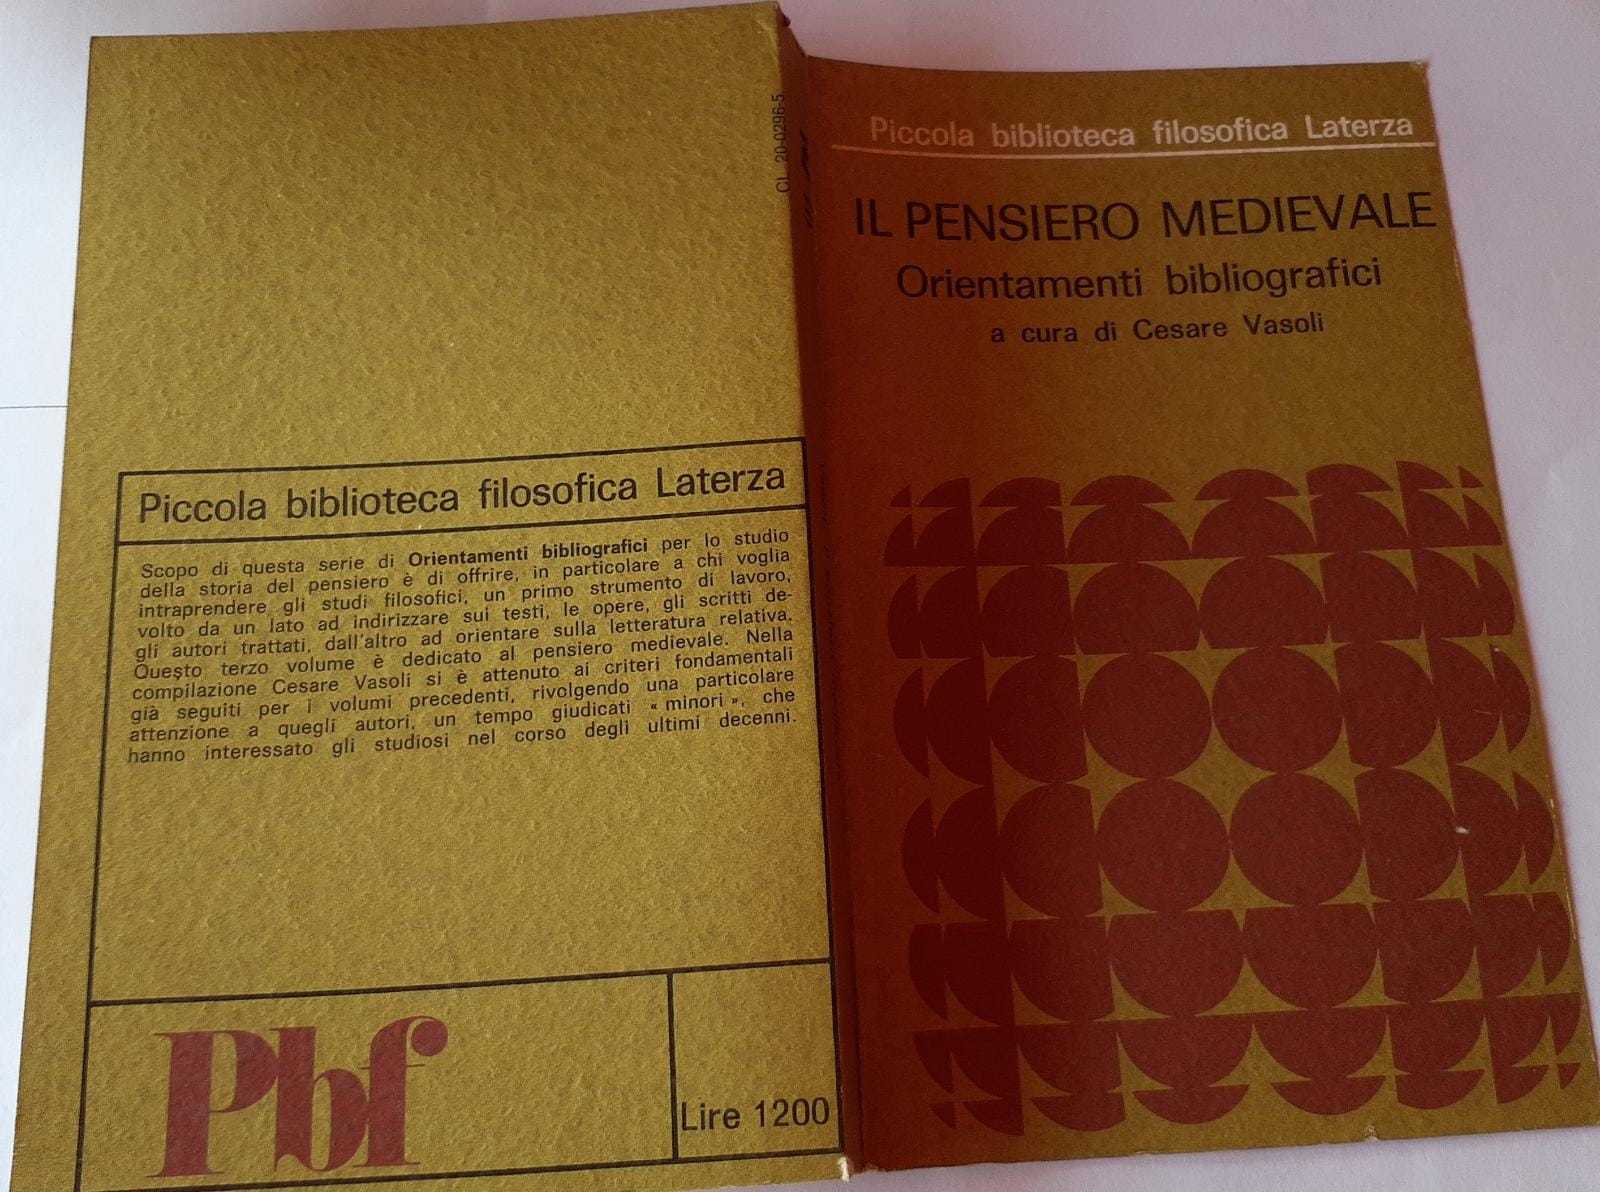 Piccola biblioteca filosofica Laterza
Scopo di questa serie di Orientamenti bibliografici per lo studio
della storia del pensiero è di offrire, in particolare a chi voglia
intraprendere gli studi filosofici, un primo strumento di lavoro,
volto da un lato ad indirizzare sui testi, le opere, gli scritti de-
gli autori trattati, dall'altro ad orientare sulla letteratura relativa.
Questo terzo volume è dedicato al pensiero medievale. Nella
compilazione Cesare Vasoli si è attenuto ai criteri fondamentali
già seguiti per i volumi precedenti, rivolgendo una particolare
attenzione a quegli autori, un tempo giudicati « minori », che
hanno interessato gli studiosi nel corso degli ultimi decenni.
Pbf
Lire 1200
CL 20-0296-5
Piccola biblioteca filosofica Laterza
IL PENSIERO MEDIEVALE
Orientamenti bibliografici
a cura di Cesare Vasoli